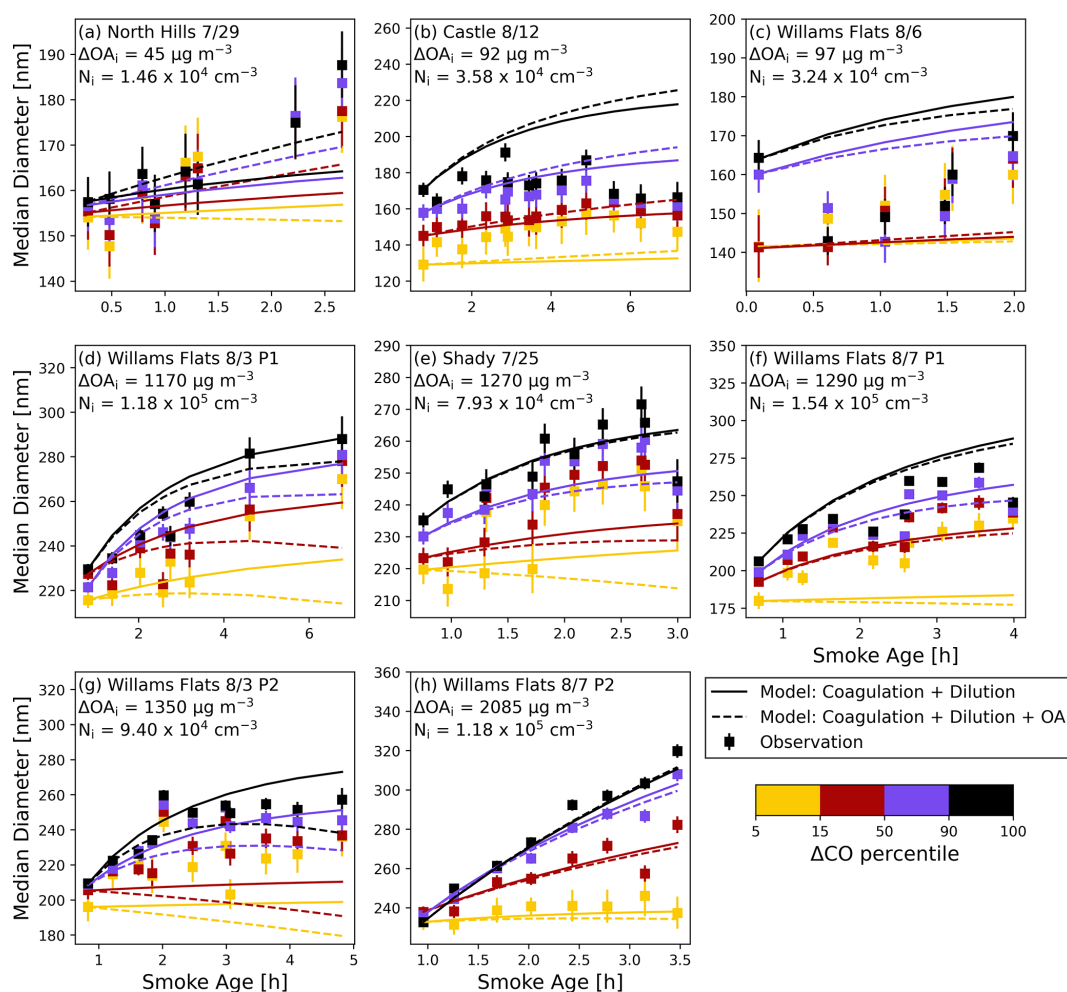 (a) North Hills 7/29
ΔOAᵢ = 45 μg m⁻³
Nᵢ = 1.46 x 10⁴ cm⁻³
Median Diameter [nm]
190
180
170
160
150
140
0.5
1.0
1.5
2.0
2.5
(b) Castle 8/12
ΔOAᵢ = 92 μg m⁻³
Nᵢ = 3.58 x 10⁴ cm⁻³
220
200
180
160
140
120
2
4
6
(c) Willams Flats 8/6
ΔOAᵢ = 97 μg m⁻³
Nᵢ = 3.24 x 10⁴ cm⁻³
200
190
180
170
160
150
140
0.0
0.5
1.0
1.5
2.0
(d) Willams Flats 8/3 P1
ΔOAᵢ = 1170 μg m⁻³
Nᵢ = 1.18 x 10⁵ cm⁻³
Median Diameter [nm]
320
300
280
260
240
220
2
4
6
(e) Shady 7/25
ΔOAᵢ = 1270 μg m⁻³
Nᵢ = 7.93 x 10⁴ cm⁻³
290
280
270
260
250
240
230
220
210
1.0
1.5
2.0
2.5
3.0
(f) Willams Flats 8/7 P1
ΔOAᵢ = 1290 μg m⁻³
Nᵢ = 1.54 x 10⁵ cm⁻³
350
325
300
275
250
225
200
175
1
2
3
4
Smoke Age [h]
(g) Willams Flats 8/3 P2
ΔOAᵢ = 1350 μg m⁻³
Nᵢ = 9.40 x 10⁴ cm⁻³
Median Diameter [nm]
320
300
280
260
240
220
200
180
1
2
3
4
5
Smoke Age [h]
(h) Willams Flats 8/7 P2
ΔOAᵢ = 2085 μg m⁻³
Nᵢ = 1.18 x 10⁵ cm⁻³
360
340
320
300
280
260
240
1.0
1.5
2.0
2.5
3.0
3.5
Smoke Age [h]
Model: Coagulation + Dilution
Model: Coagulation + Dilution + OA
Observation
5
15
50
90
100
ΔCO percentile